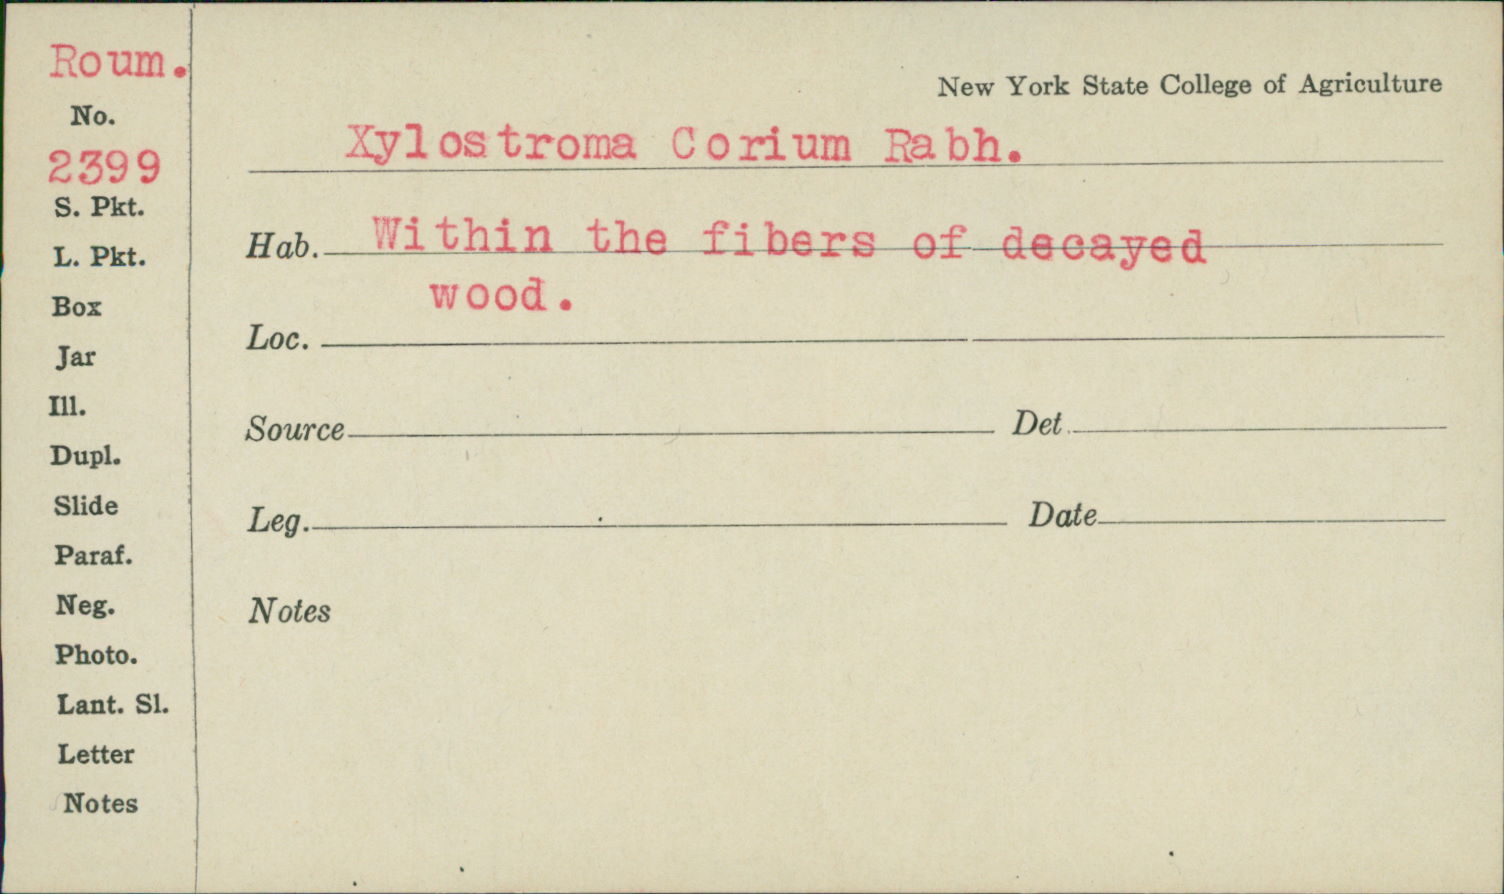 Roum.
No.
2399
S. Pkt.
L. Pkt.
Box
Jar
Ill.
Dupl.
Slide
Paraf.
Neg.
Photo.
Lant. Sl.
Letter
Notes
New York State College of Agriculture
Xylostroma Corium Rabh.
Hab. Within the fibers of decayed
wood.
Loc.
Source Det.
Leg. Date
Notes